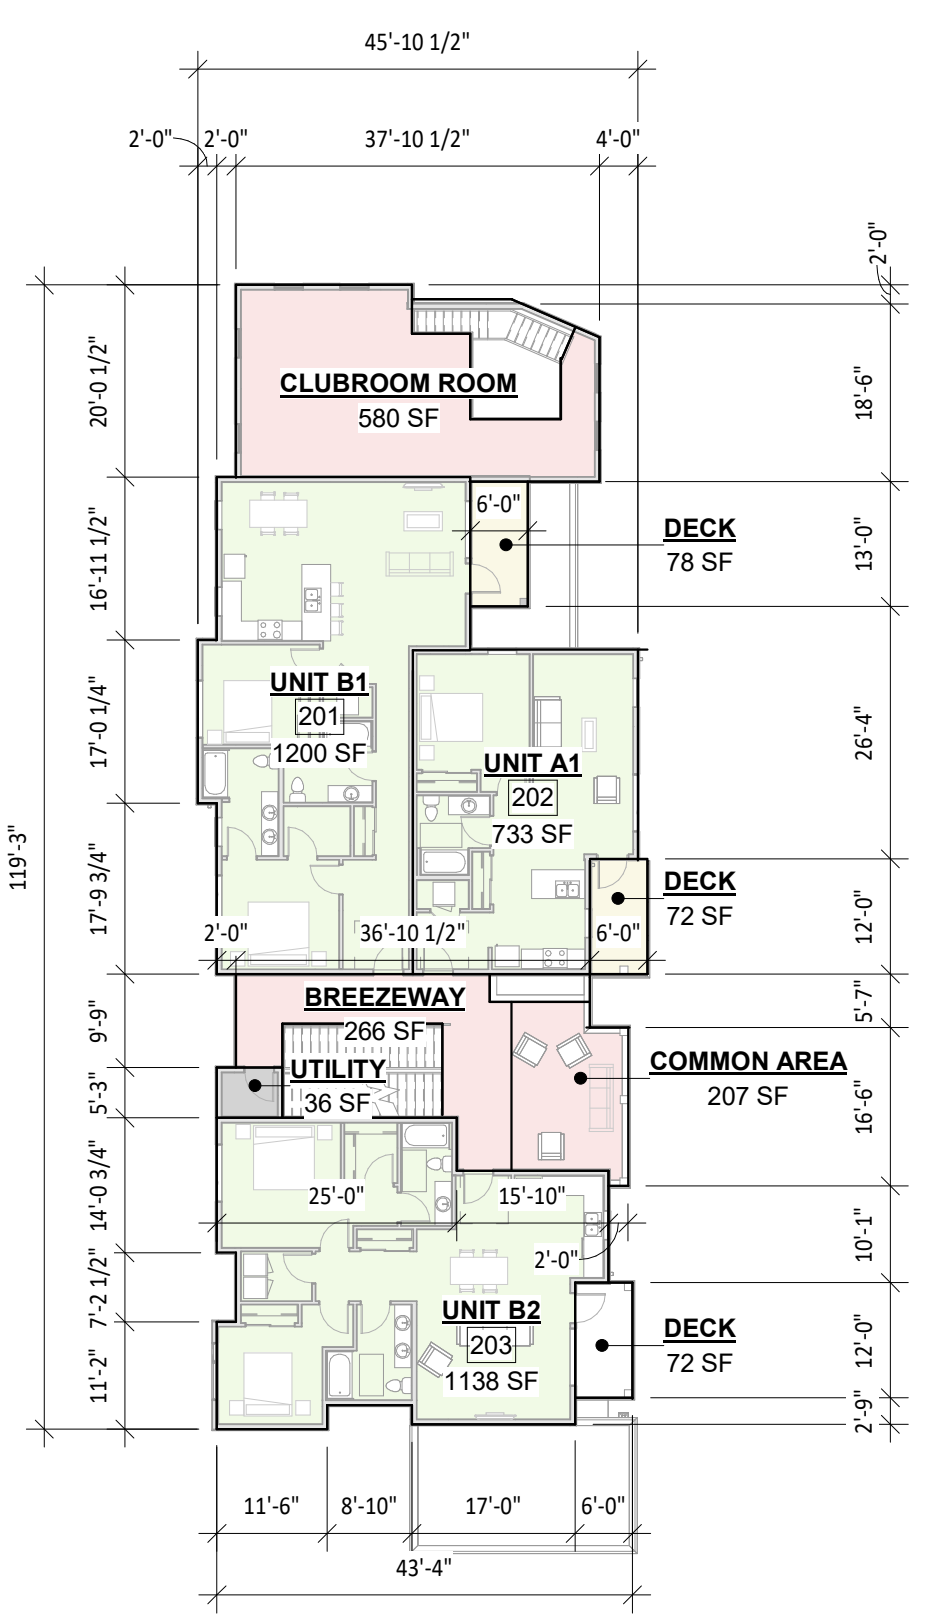 45'-10 1/2"
2'-0" 2'-0" 37'-10 1/2" 4'-0"
2'-0"
20'-0 1/2"
CLUBROOM ROOM
580 SF
18'-6"
6'-0"
DECK
78 SF
13'-0"
16'-11 1/2"
UNIT B1
201
1200 SF
17'-0 1/4"
26'-4"
UNIT A1
202
733 SF
119'-3"
17'-9 3/4"
DECK
72 SF
12'-0"
2'-0" 36'-10 1/2" 6'-0"
BREEZEWAY
266 SF
5'-7"
9'-9"
UTILITY
36 SF
5'-3"
COMMON AREA
207 SF
16'-6"
14'-0 3/4"
25'-0" 15'-10"
2'-0"
10'-1"
7'-2 1/2"
UNIT B2
203
1138 SF
DECK
72 SF
12'-0"
11'-2"
2'-9"
11'-6" 8'-10" 17'-0" 6'-0"
43'-4"